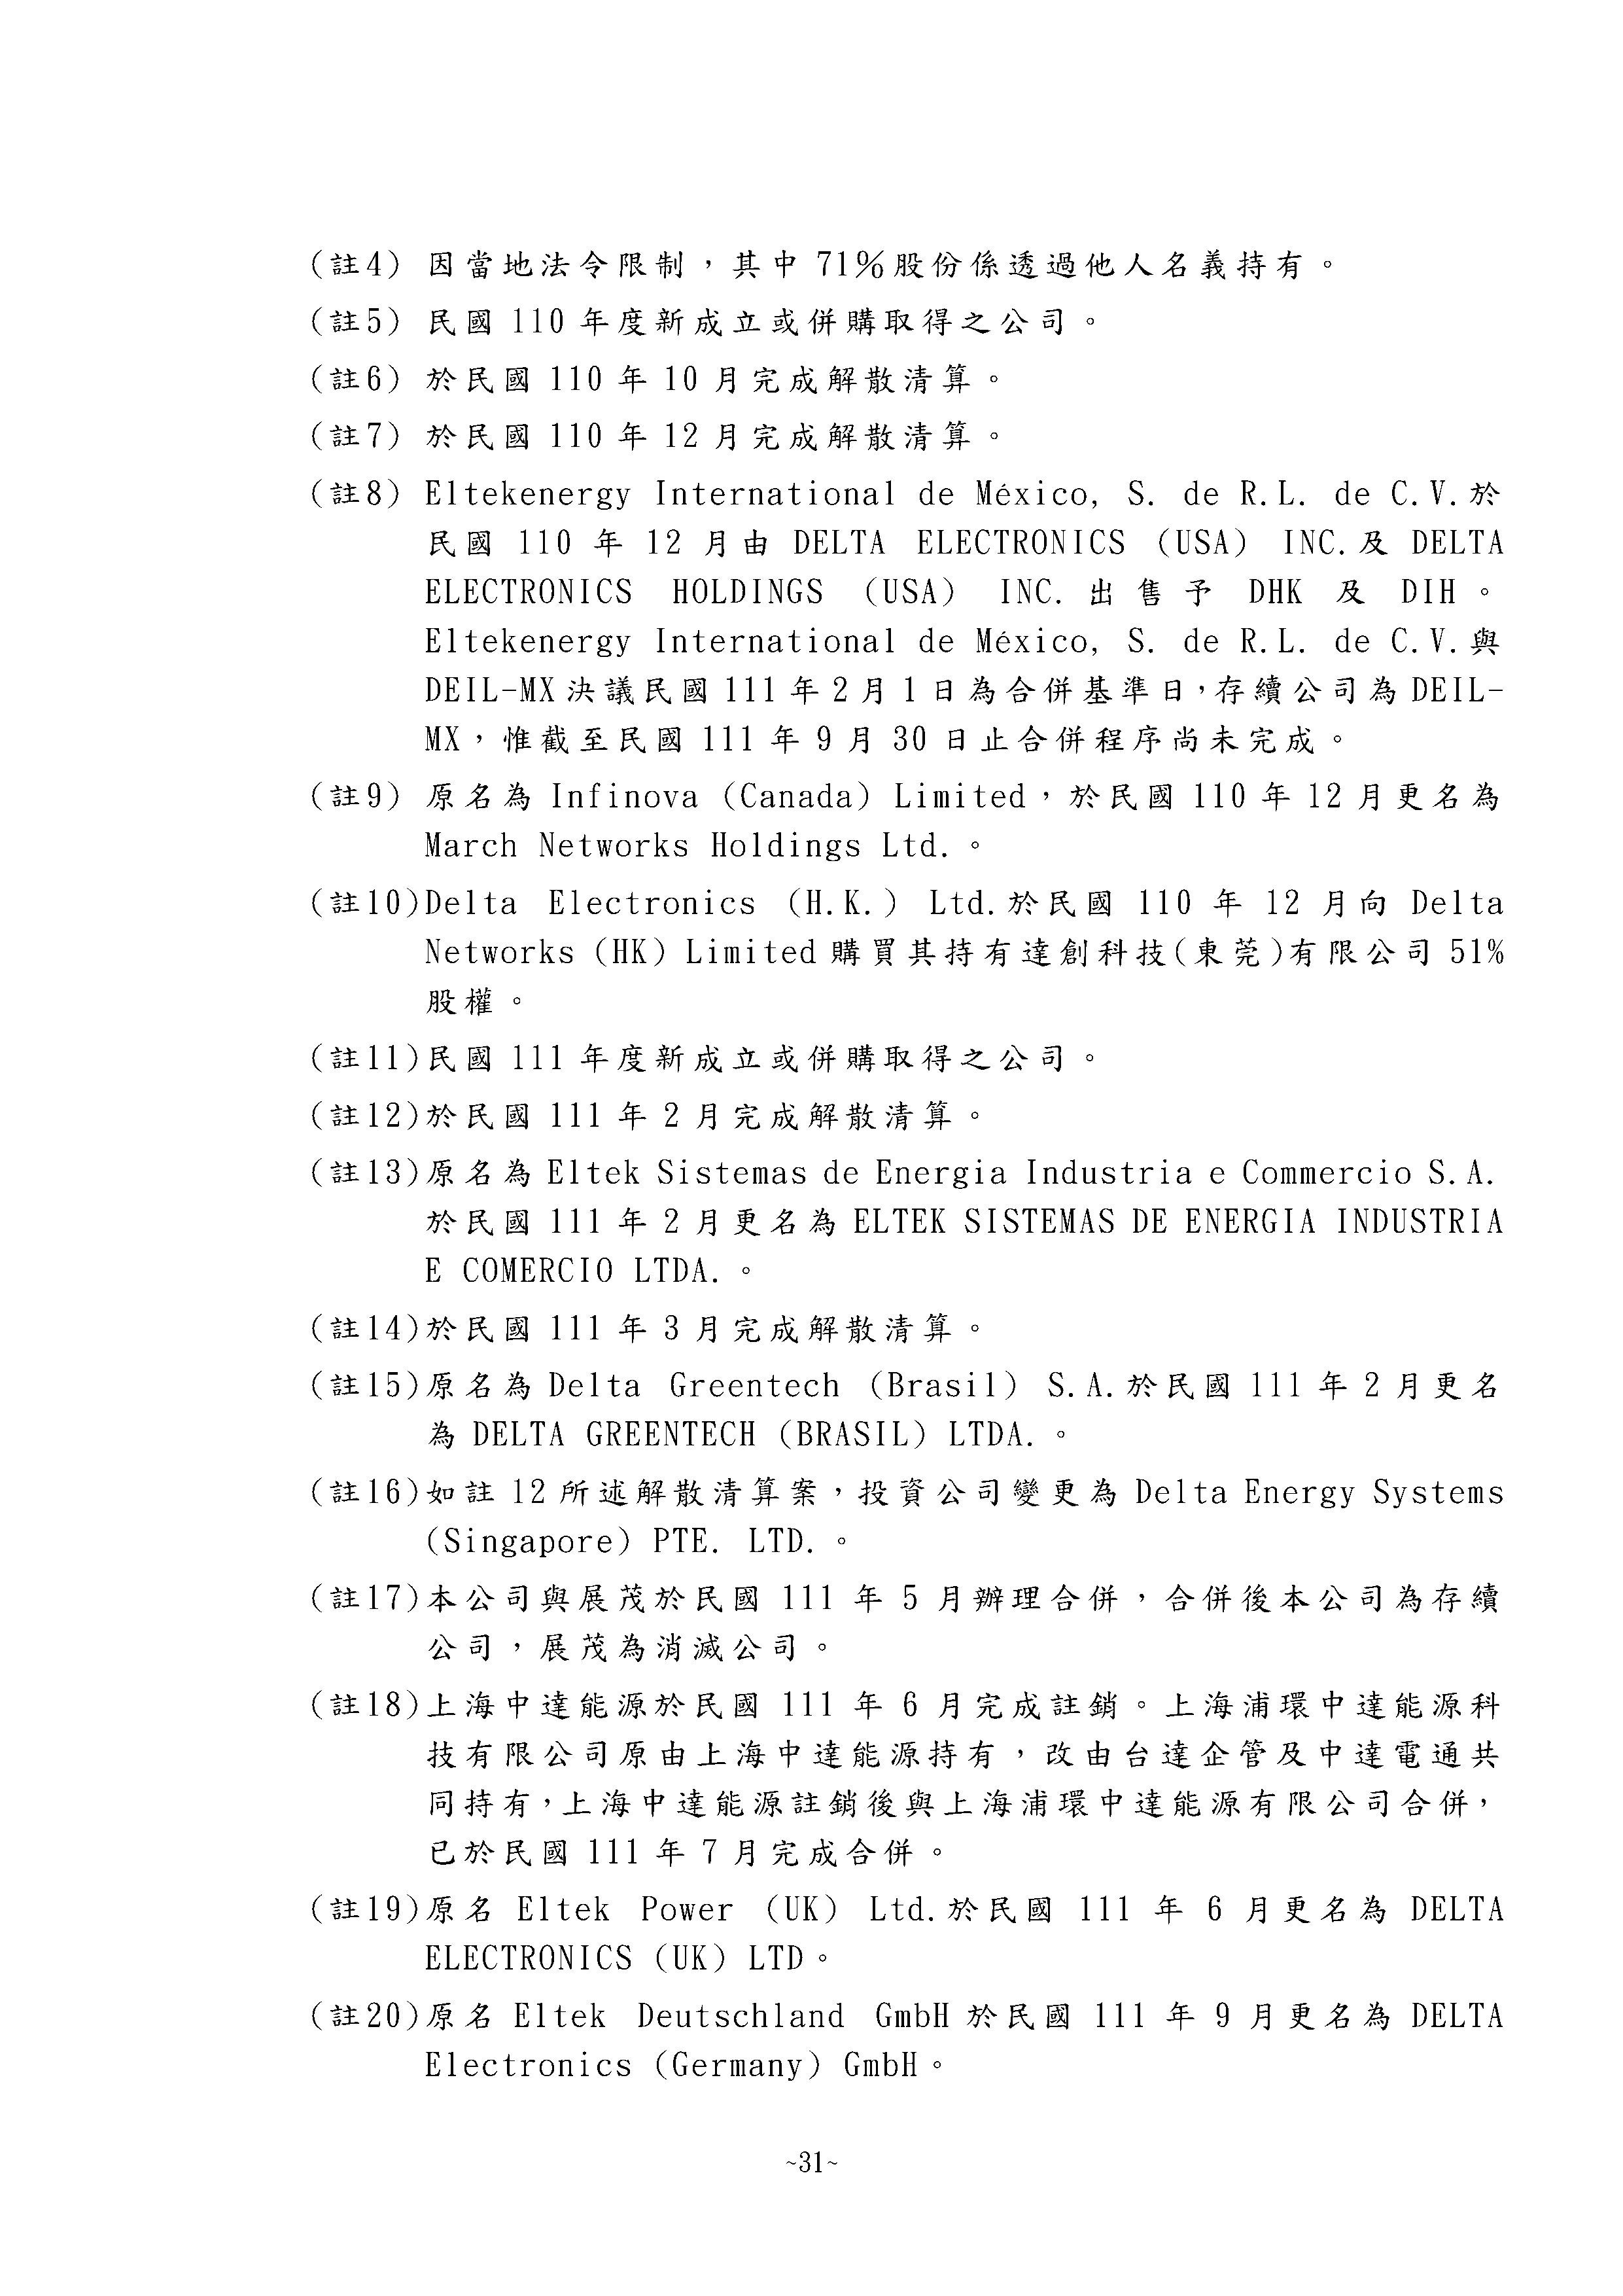 (註4) 因當地法令限制，其中 71%股份係透過他人名義持有。
(註5) 民國 110 年度新成立或併購取得之公司。
(註6) 於民國 110 年 10 月完成解散清算。
(註7) 於民國 110 年 12 月完成解散清算。
(註8) Eltekenergy International de México, S. de R.L. de C.V.於
民國 110 年 12 月由 DELTA ELECTRONICS (USA) INC.及 DELTA
ELECTRONICS HOLDINGS (USA) INC.出售予 DHK 及 DIH。
Eltekenergy International de México, S. de R.L. de C.V.與
DEIL-MX決議民國 111 年 2 月 1 日為合併基準日，存續公司為 DEIL-
MX，惟截至民國 111 年 9 月 30 日止合併程序尚未完成。
(註9) 原名為 Infinova (Canada) Limited，於民國 110 年 12 月更名為
March Networks Holdings Ltd.。
(註10)Delta Electronics (H.K.) Ltd.於民國 110 年 12 月向 Delta
Networks (HK) Limited 購買其持有達創科技(東莞)有限公司 51%
股權。
(註11)民國 111 年度新成立或併購取得之公司。
(註12)於民國 111 年 2 月完成解散清算。
(註13)原名為 Eltek Sistemas de Energia Industria e Commercio S.A.
於民國 111 年 2 月更名為 ELTEK SISTEMAS DE ENERGIA INDUSTRIA
E COMERCIO LTDA.。
(註14)於民國 111 年 3 月完成解散清算。
(註15)原名為 Delta Greentech (Brasil) S.A.於民國 111 年 2 月更名
為 DELTA GREENTECH (BRASIL) LTDA.。
(註16)如註 12 所述解散清算案，投資公司變更為 Delta Energy Systems
(Singapore) PTE. LTD.。
(註17)本公司與展茂於民國 111 年 5 月辦理合併，合併後本公司為存續
公司，展茂為消滅公司。
(註18)上海中達能源於民國 111 年 6 月完成註銷。上海浦環中達能源科
技有限公司原由上海中達能源持有，改由台達企管及中達電通共
同持有，上海中達能源註銷後與上海浦環中達能源有限公司合併，
已於民國 111 年 7 月完成合併。
(註19)原名 Eltek Power (UK) Ltd.於民國 111 年 6 月更名為 DELTA
ELECTRONICS (UK) LTD。
(註20)原名 Eltek Deutschland GmbH 於民國 111 年 9 月更名為 DELTA
Electronics (Germany) GmbH。
~31~